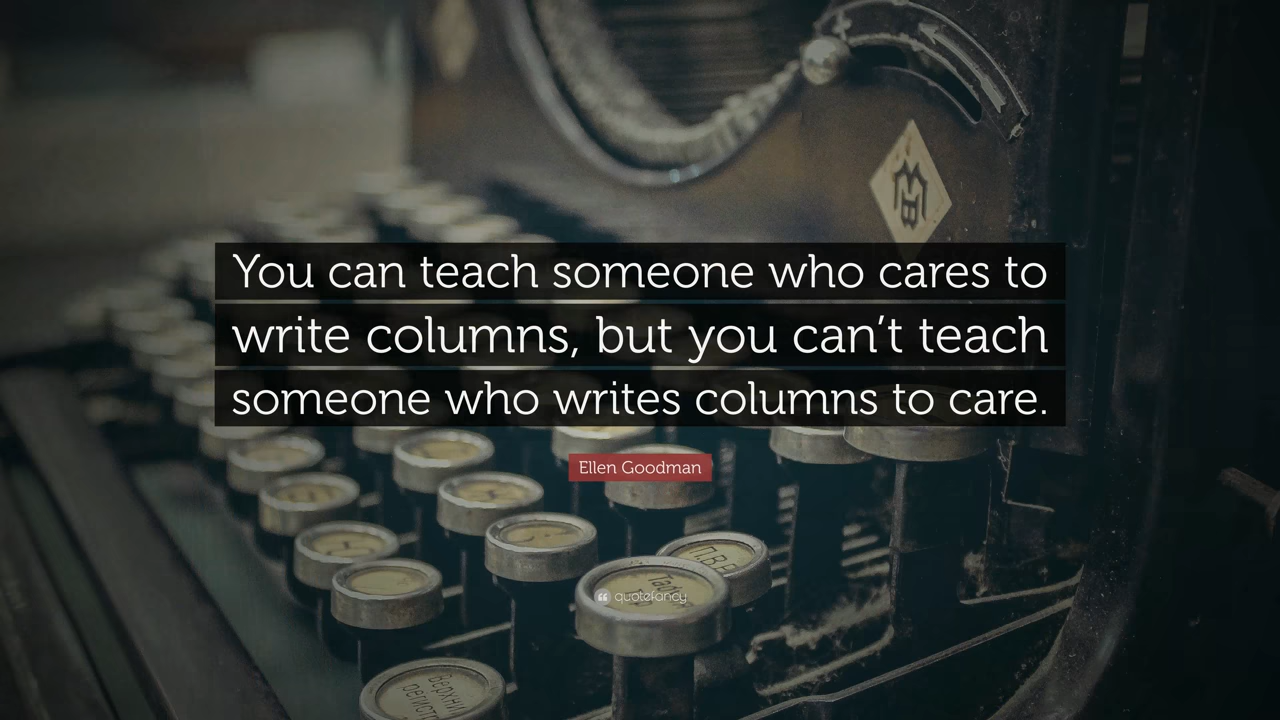 You can teach someone who cares to
write columns, but you can’t teach
someone who writes columns to care.
Ellen Goodman
quotefancy